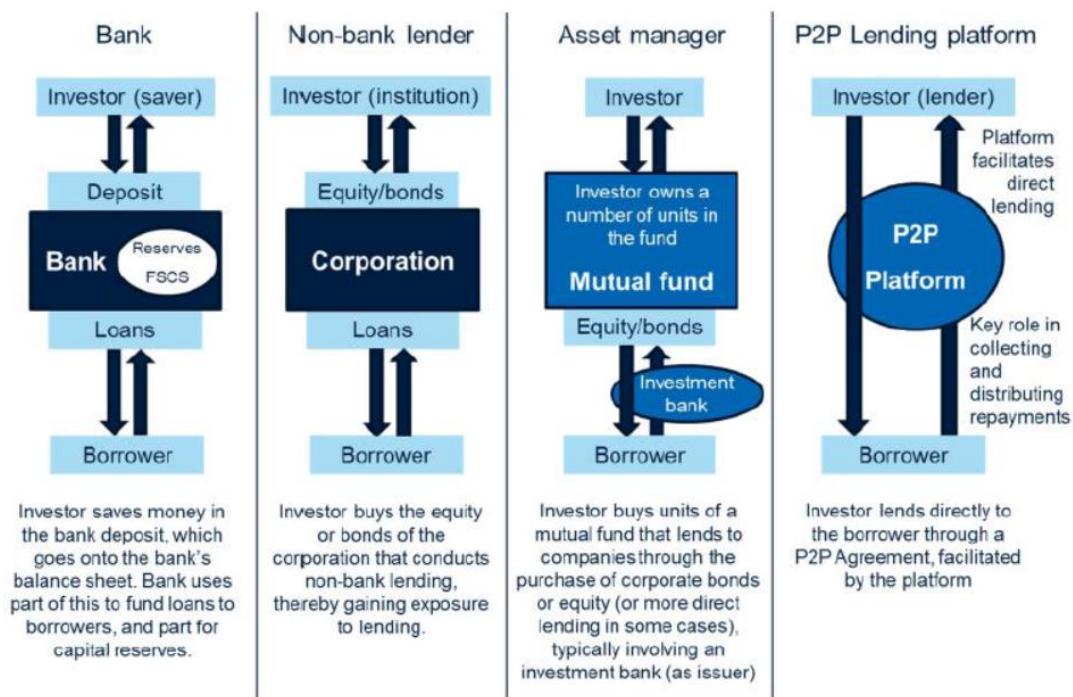 Bank
Investor (saver)
Deposit
Bank
Reserves
FSCS
Loans
Borrower
Investor saves money in
the bank deposit, which
goes onto the bank's
balance sheet. Bank uses
part of this to fund loans to
borrowers, and part for
capital reserves.
Non-bank lender
Investor (institution)
Equity/bonds
Corporation
Loans
Borrower
Investor buys the equity
or bonds of the
corporation that conducts
non-bank lending,
thereby gaining exposure
to lending.
Asset manager
Investor
Investor owns a
number of units in
the fund
Mutual fund
Equity/bonds
Investment
bank
Borrower
Investor buys units of a
mutual fund that lends to
companies through the
purchase of corporate bonds
or equity (or more direct
lending in some cases),
typically involving an
investment bank (as issuer)
P2P Lending platform
Investor (lender)
Platform
facilitates
direct
lending
P2P
Platform
Key role in
collecting
and
distributing
repayments
Borrower
Investor lends directly to
the borrower through a
P2P Agreement, facilitated
by the platform